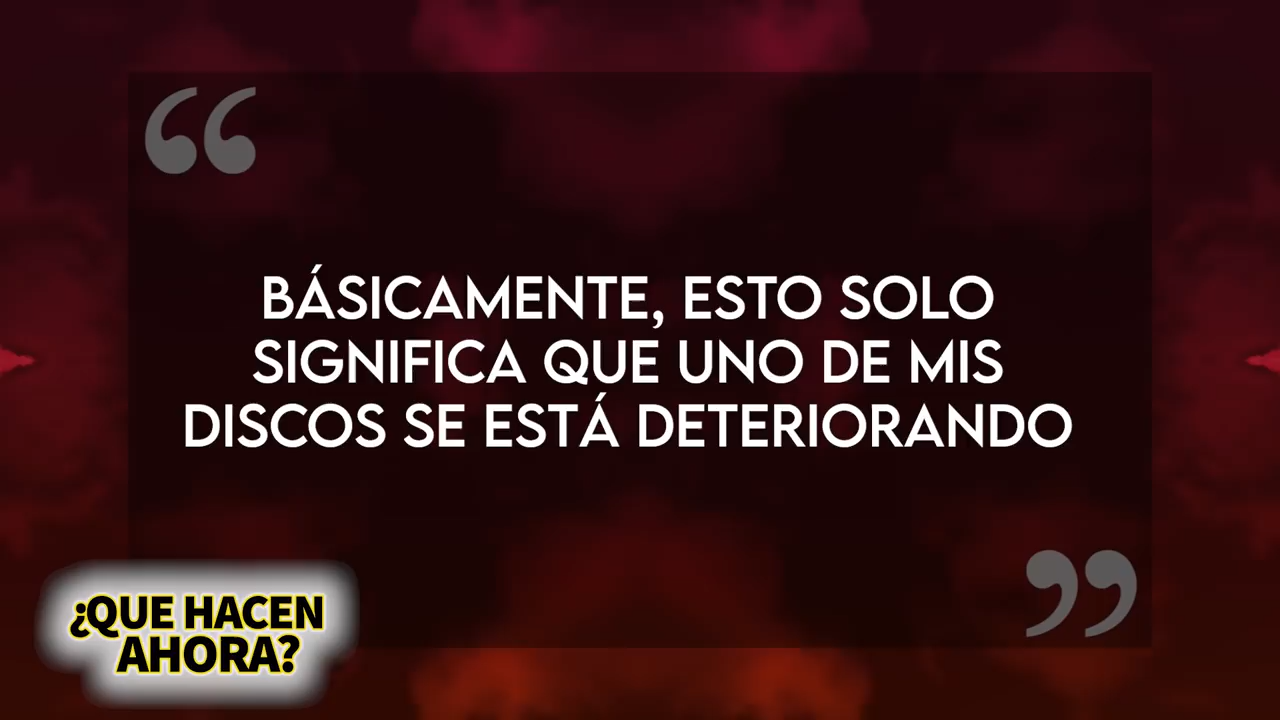 “
BÁSICAMENTE, ESTO SOLO
SIGNIFICA QUE UNO DE MIS
DISCOS SE ESTÁ DETERIORANDO
”
¿QUE HACEN
AHORA?